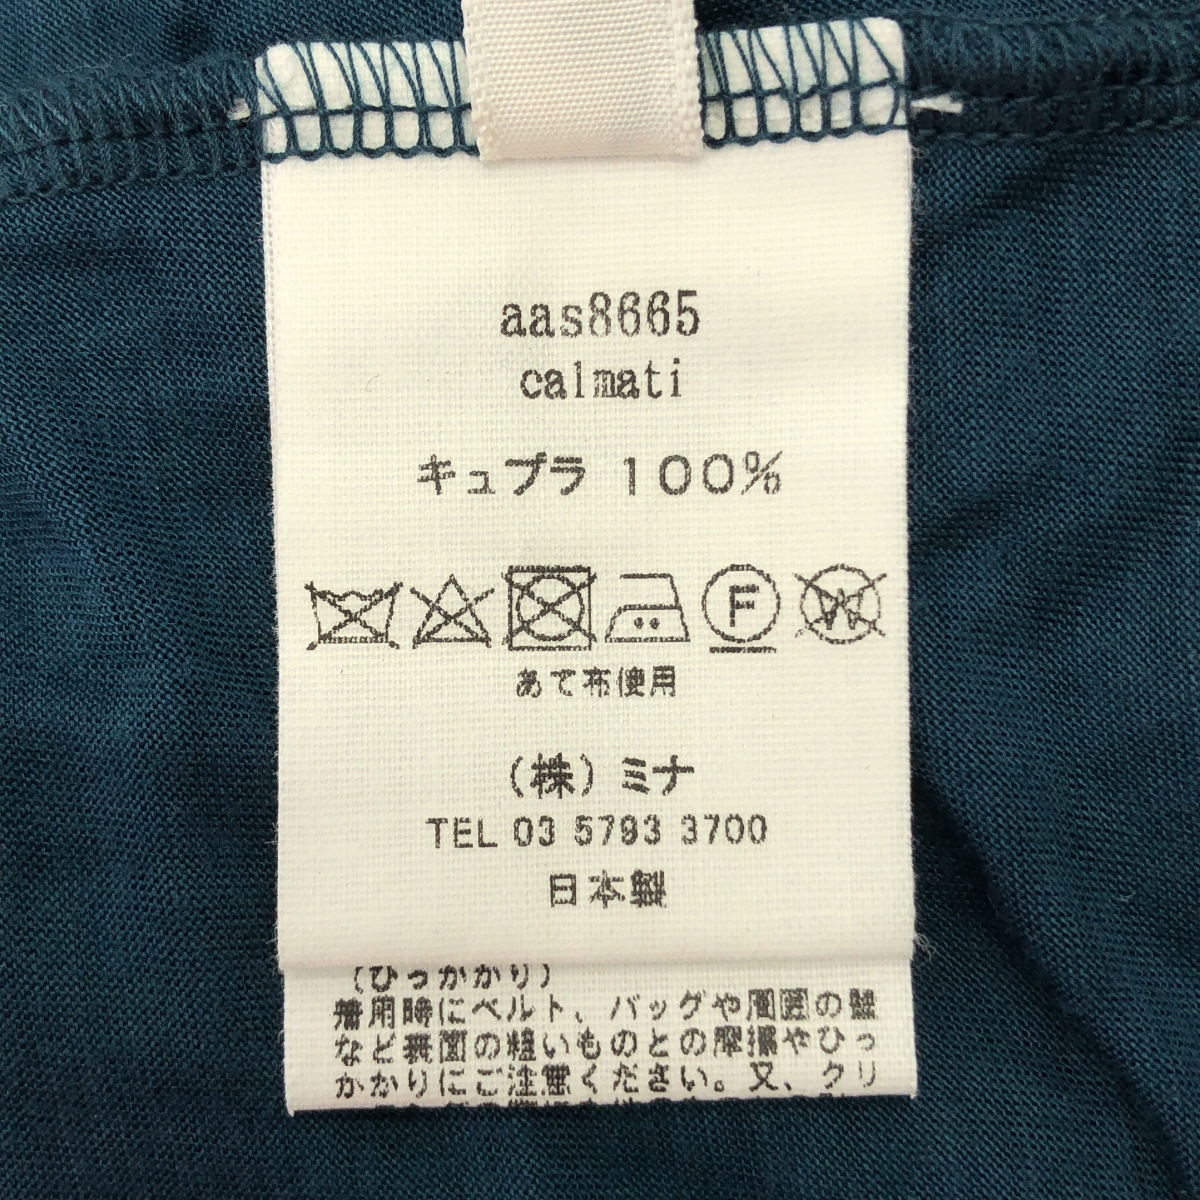 aas8665
calmati
キュプラ 100%
F
W
あて布使用
(株)ミナ
TEL 03 5793 3700
日本製
(ひっかかり)
着用時にベルト、バッグや周囲の壁
など表面の粗いものとの摩擦やひっ
かかりにご注意ください。又、クリ